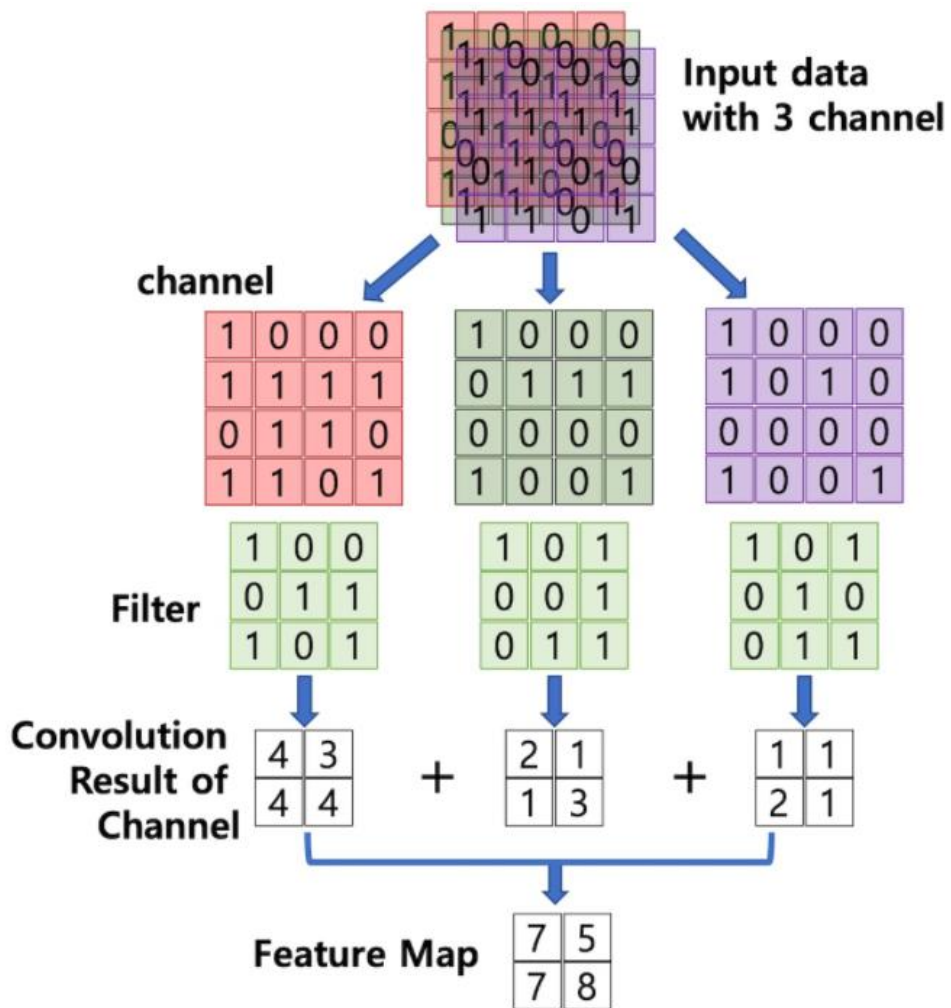 Input data
with 3 channel
channel
1 0 0 0
1 1 1 1
0 1 1 0
1 1 0 1
1 0 0 0
0 1 1 1
0 0 0 0
1 0 0 1
1 0 0 0
1 0 1 0
0 0 0 0
1 0 0 1
Filter
1 0 0
0 1 1
1 0 1
1 0 1
0 0 1
0 1 1
1 0 1
0 1 0
0 1 1
Convolution
Result of
Channel
4 3
4 4
+
2 1
1 3
+
1 1
2 1
Feature Map
7 5
7 8